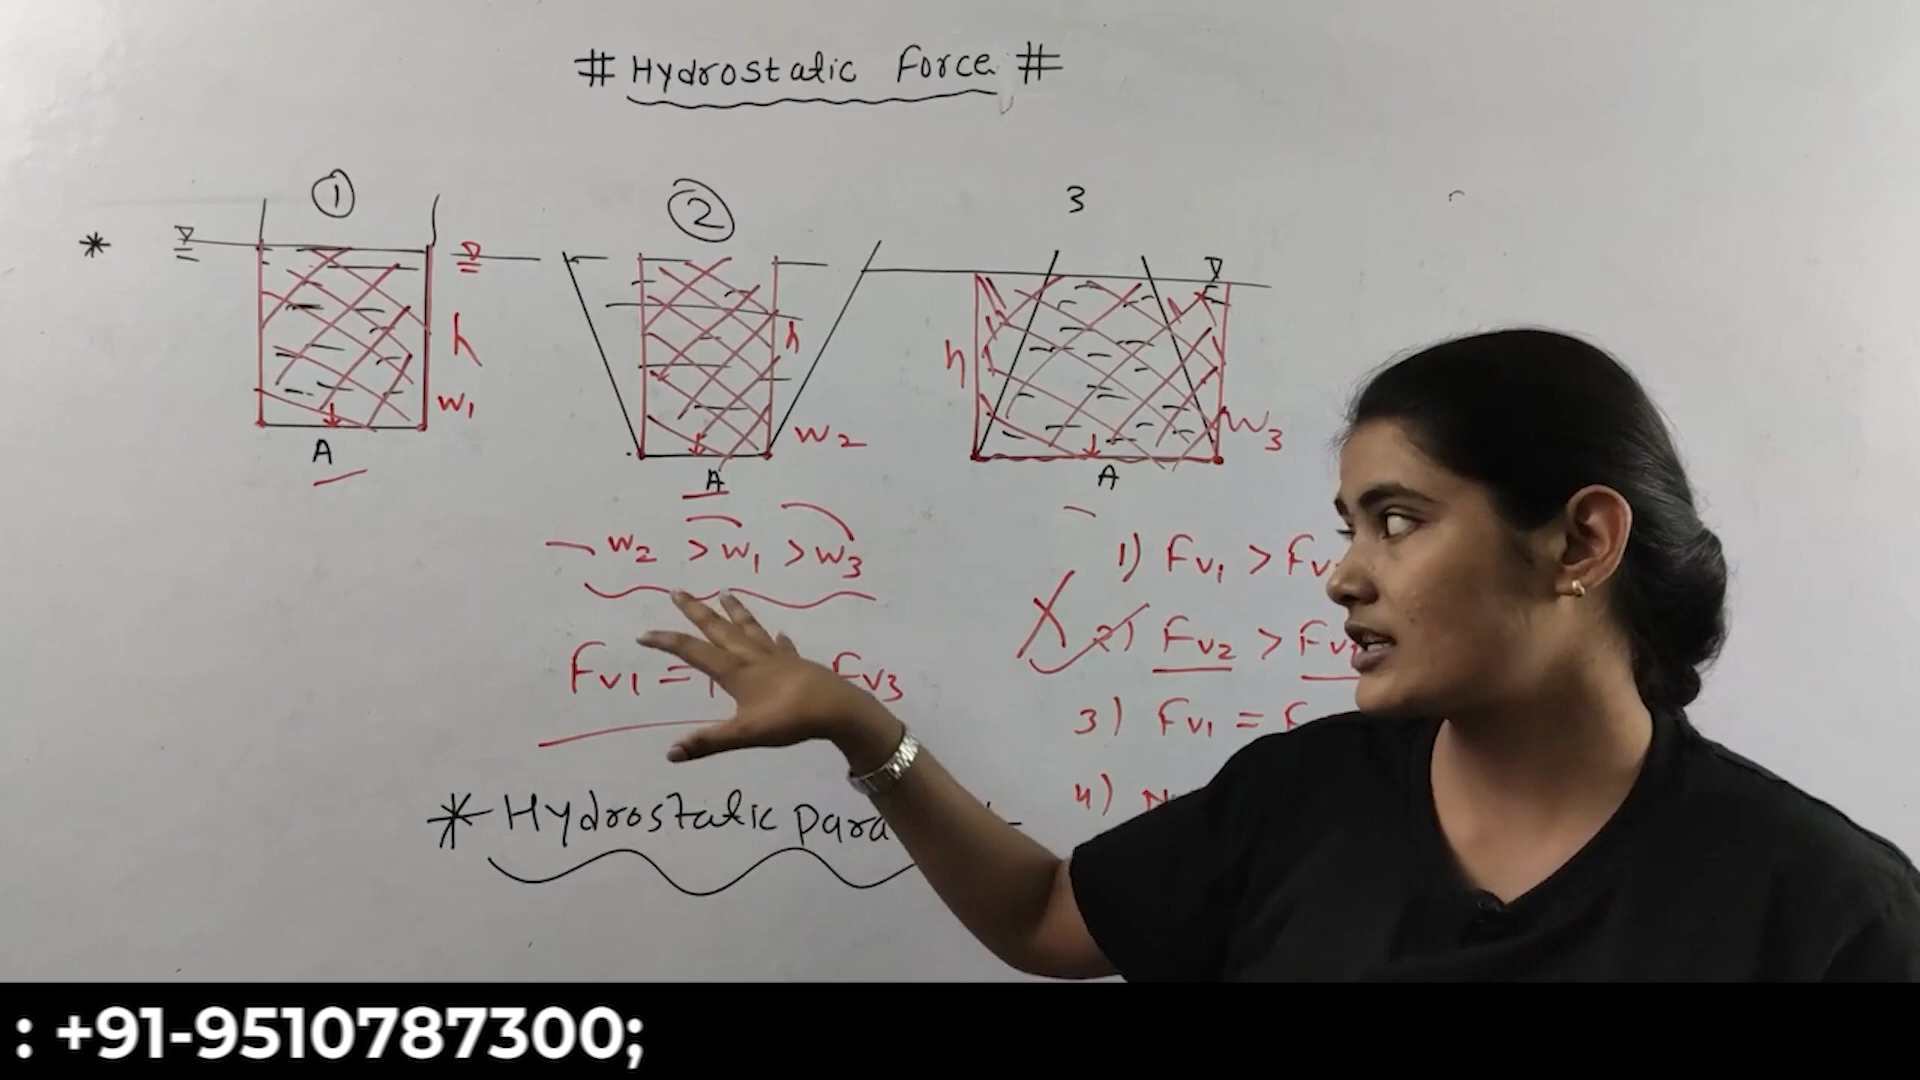 # Hydrostatic Force #
1 2 3
*
h h h
w1 w2 w3
A A A
w2 > w1 > w3
1) Fv1 > Fv
2) Fv2 > Fv
Fv1 = Fv3
3) Fv1 = F
4) N
* Hydrostatic para
: +91-9510787300;